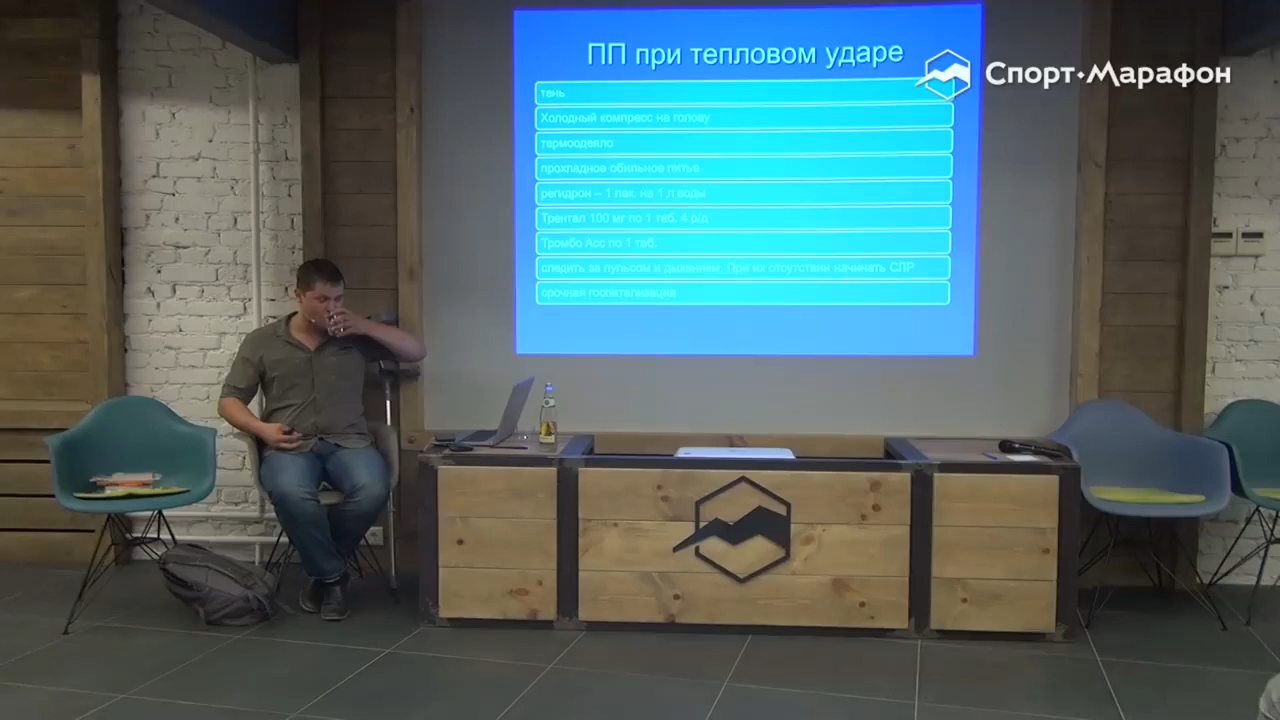 ПП при тепловом ударе
Спорт•Марафон
тень
Холодный компресс на голову
термоодеяло
прохладное обильное питье
регидрон – 1 пак. на 1 л воды
Трентал 100 мг по 1 таб. 4 р/д
Тромбо Асс по 1 таб.
следить за пульсом и дыханием. При их отсутствии начинать СЛР
срочная госпитализация